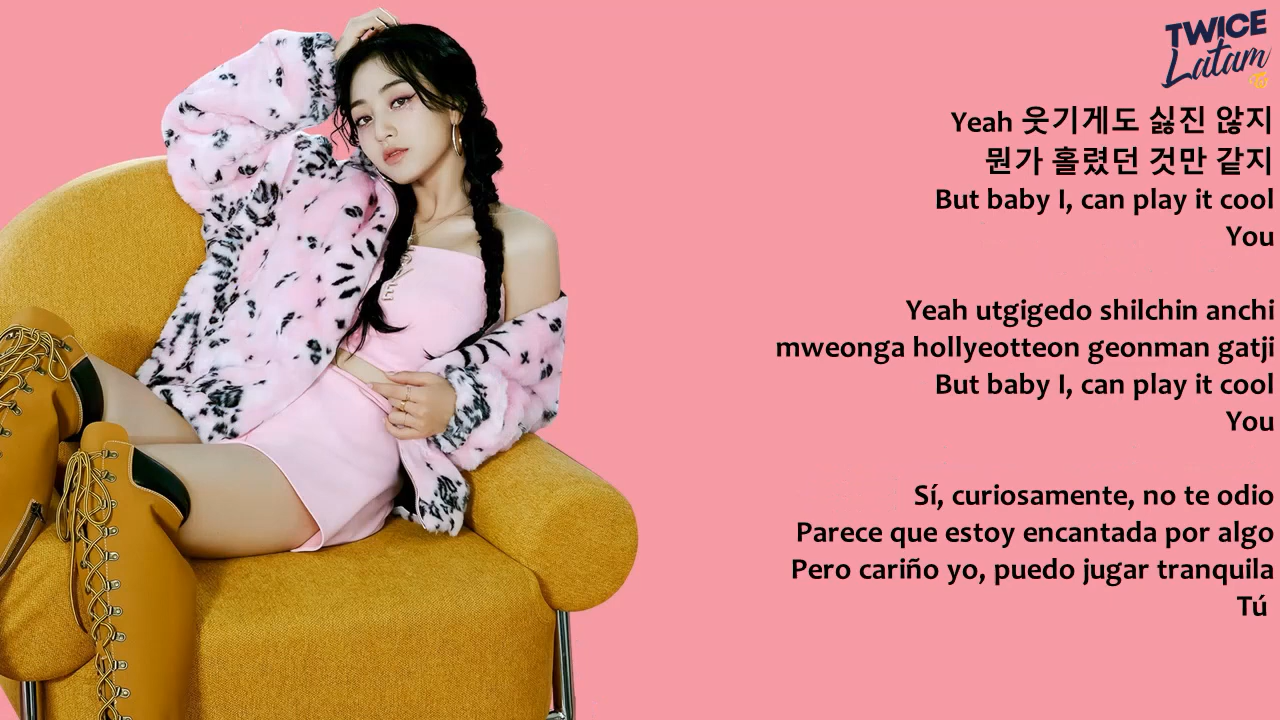 TWICE
Latam
Yeah 웃기게도 싫진 않지
뭔가 홀렸던 것만 같지
But baby I, can play it cool
You
Yeah utgigedo shilchin anchi
mweonga hollyeotteon geonman gatji
But baby I, can play it cool
You
Sí, curiosamente, no te odio
Parece que estoy encantada por algo
Pero cariño yo, puedo jugar tranquila
Tú